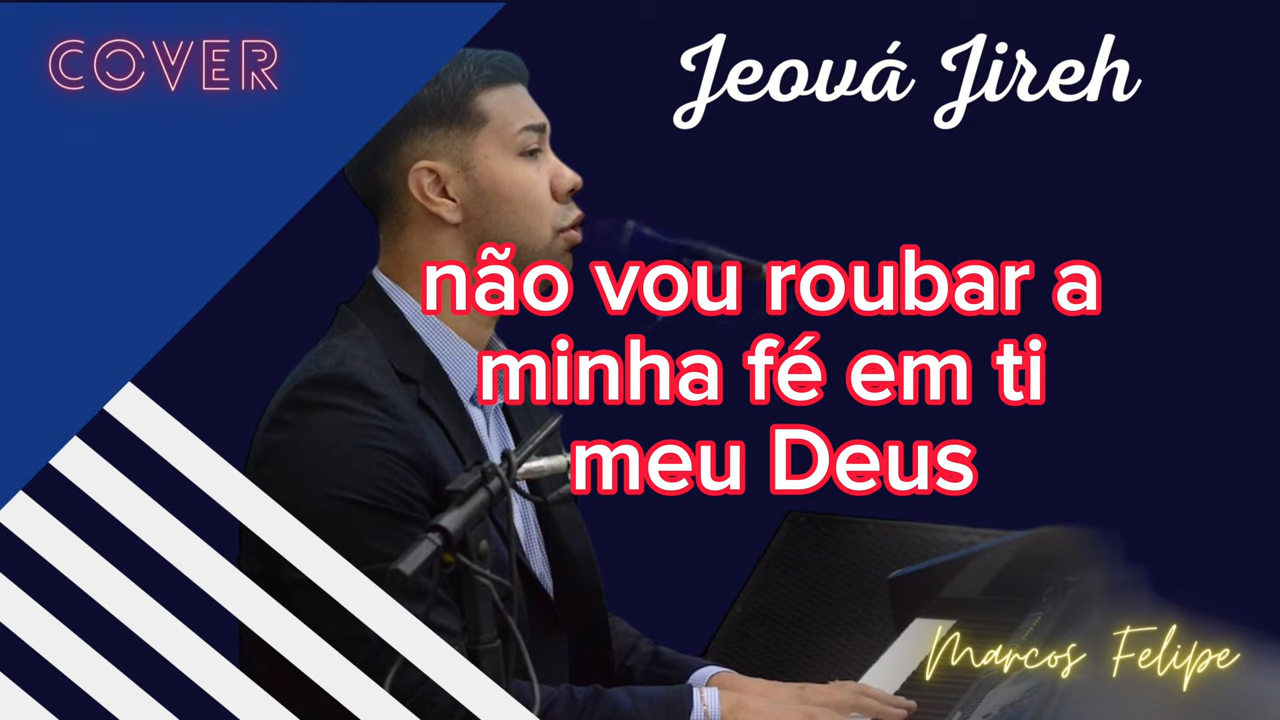 COVER
Jeová Jireh
não vou roubar a
minha fé em ti
meu Deus
Marcos Felipe